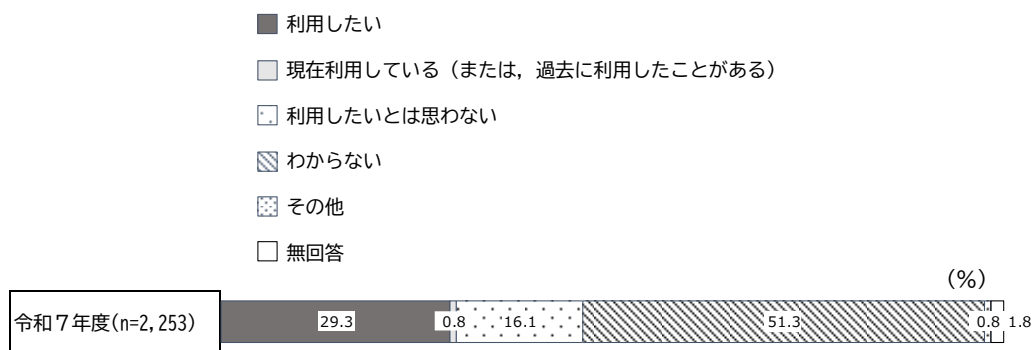 利用したい
現在利用している（または，過去に利用したことがある）
利用したいとは思わない
わからない
その他
無回答
(%)
令和７年度(n=2,253)
29.3
0.8
16.1
51.3
0.8
1.8